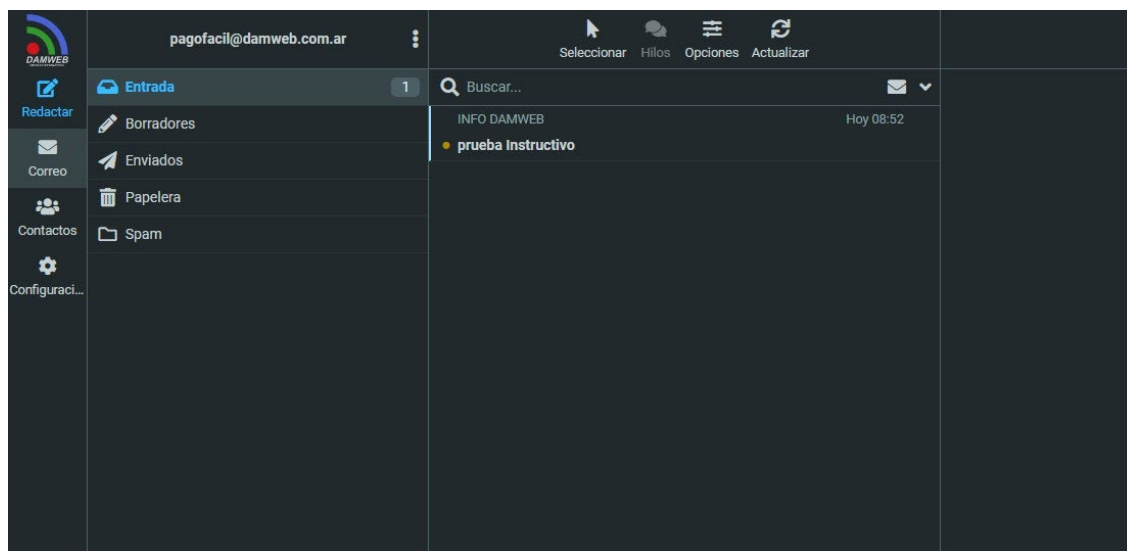 DAMWEB
Redactar
Correo
Contactos
Configuraci...
pagofacil@damweb.com.ar
Entrada 1
Borradores
Enviados
Papelera
Spam
Seleccionar Hilos Opciones Actualizar
Buscar...
INFO DAMWEB Hoy 08:52
prueba Instructivo